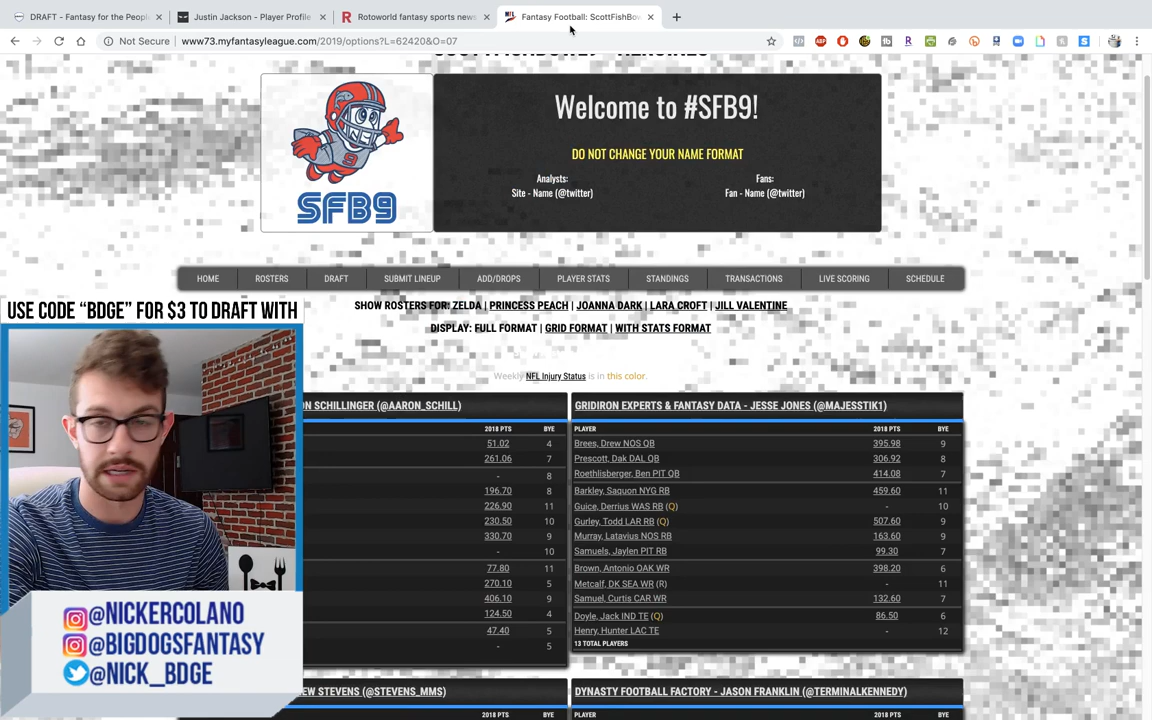 DRAFT - Fantasy for the Peopl
Justin Jackson - Player Profile
Rotoworld fantasy sports news
Fantasy Football: ScottFishBow
Not Secure
www73.myfantasyleague.com/2019/options?L=62420&O=07
Welcome to #SFB9!
DO NOT CHANGE YOUR NAME FORMAT
Analysts:
Site - Name (@twitter)
Fans:
Fan - Name (@twitter)
SFB9
HOME
ROSTERS
DRAFT
SUBMIT LINEUP
ADD/DROPS
PLAYER STATS
STANDINGS
TRANSACTIONS
LIVE SCORING
SCHEDULE
SHOW ROSTERS FOR: ZELDA | PRINCESS PEACH | JOANNA DARK | LARA CROFT | JILL VALENTINE
DISPLAY: FULL FORMAT | GRID FORMAT | WITH STATS FORMAT
Weekly NFL Injury Status is in this color.
USE CODE “BDGE” FOR $3 TO DRAFT WITH
N SCHILLINGER (@AARON_SCHILL)
2018 PTS BYE
51.02 4
261.06 7
- 8
196.70 8
226.90 11
230.50 10
330.70 9
- 10
77.80 11
270.10 5
406.10 9
124.50 4
47.40 5
- 5
GRIDIRON EXPERTS & FANTASY DATA - JESSE JONES (@MAJESSTIK1)
PLAYER 2018 PTS BYE
Brees, Drew NOS QB 395.98 9
Prescott, Dak DAL QB 306.92 8
Roethlisberger, Ben PIT QB 414.08 7
Barkley, Saquon NYG RB 459.60 11
Guice, Derrius WAS RB (Q) - 10
Gurley, Todd LAR RB (Q) 507.60 9
Murray, Latavius NOS RB 163.60 9
Samuels, Jaylen PIT RB 99.30 7
Brown, Antonio OAK WR 398.20 6
Metcalf, DK SEA WR (R) - 11
Samuel, Curtis CAR WR 132.60 7
Doyle, Jack IND TE (Q) 86.50 6
Henry, Hunter LAC TE - 12
13 TOTAL PLAYERS
@NICKERCOLANO
@BIGDOGSFANTASY
@NICK_BDGE
EW STEVENS (@STEVENS_MMS)
2018 PTS BYE
DYNASTY FOOTBALL FACTORY - JASON FRANKLIN (@TERMINALKENNEDY)
PLAYER 2018 PTS BYE